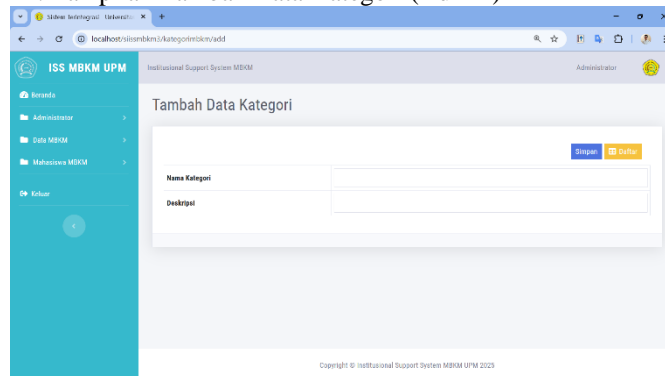 Sistem Terintegrasi Universitas
localhost/siissmbkm3/kategorimbkm/add
ISS MBKM UPM
Institusional Support System MBKM
Administrator
Beranda
Administrator
Data MBKM
Mahasiswa MBKM
Keluar
Tambah Data Kategori
Simpan
Daftar
Nama Kategori
Deskripsi
Copyright © Institusional Support System MBKM UPM 2025